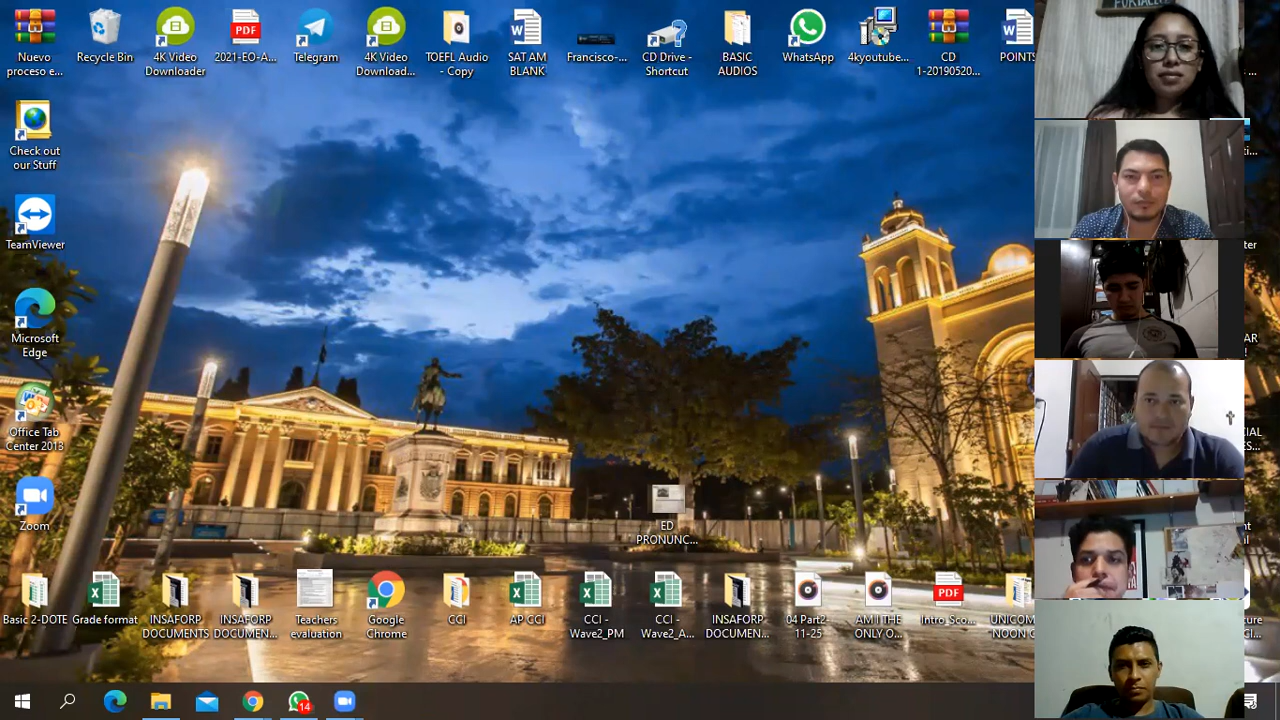 Nuevo proceso e...
Recycle Bin
4K Video Downloader
PDF
2021-EO-A...
Telegram
4K Video Download...
TOEFL Audio - Copy
SAT AM BLANK
Francisco-...
CD Drive - Shortcut
BASIC AUDIOS
WhatsApp
4kyoutube...
CD 1-20190520...
POINTS
Check out our Stuff
TeamViewer
Microsoft Edge
Office Tab Center 2013
Zoom
ED PRONUNC...
Basic 2-DOTE
Grade format
INSAFORP DOCUMENTS
INSAFORP DOCUMEN...
Teachers evaluation
Google Chrome
CCI
AP CCI
CCI - Wave2_PM
CCI - Wave2_A...
INSAFORP DOCUMEN...
04 Part2-11-25
AM I THE ONLY O...
PDF
Intro_Sco...
UNICOM NOON C
14